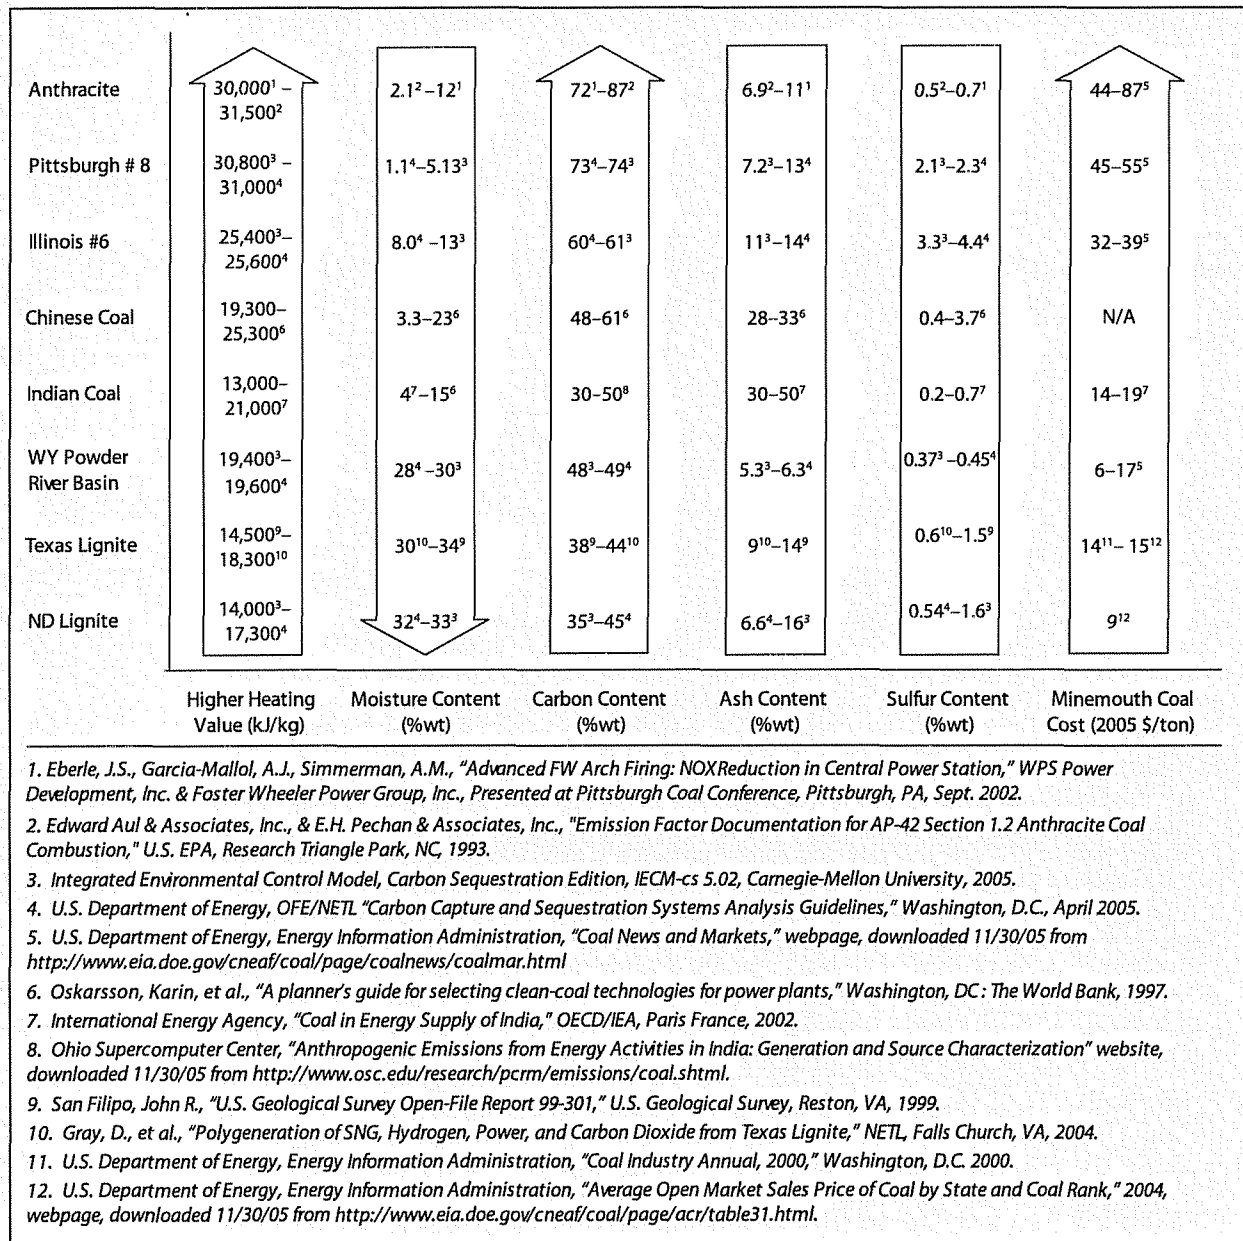 Anthracite 30,000¹ – 2.1²–12¹ 72¹–87² 6.9²–11¹ 0.5²–0.7¹ 44–87⁵
31,500²
Pittsburgh # 8 30,800³ – 1.1⁴–5.13³ 73⁴–74³ 7.2³–13⁴ 2.1³–2.3⁴ 45–55⁵
31,000⁴
Illinois #6 25,400³– 8.0⁴ –13³ 60⁴–61³ 11³–14⁴ 3.3³–4.4⁴ 32–39⁵
25,600⁴
Chinese Coal 19,300– 3.3–23⁶ 48–61⁶ 28–33⁶ 0.4–3.7⁶ N/A
25,300⁶
Indian Coal 13,000– 4⁷–15⁶ 30–50⁸ 30–50⁷ 0.2–0.7⁷ 14–19⁷
21,000⁷
WY Powder 19,400³– 28⁴ –30³ 48³–49⁴ 5.3³–6.3⁴ 0.37³ –0.45⁴ 6–17⁵
River Basin 19,600⁴
Texas Lignite 14,500⁹– 30¹⁰–34⁹ 38⁹–44¹⁰ 9¹⁰–14⁹ 0.6¹⁰–1.5⁹ 14¹¹– 15¹²
18,300¹⁰
ND Lignite 14,000³– 32⁴–33³ 35³–45⁴ 6.6⁴–16³ 0.54⁴–1.6³ 9¹²
17,300⁴
Higher Heating Moisture Content Carbon Content Ash Content Sulfur Content Minemouth Coal
Value (kJ/kg) (%wt) (%wt) (%wt) (%wt) Cost (2005 $/ton)
1. Eberle, J.S., Garcia-Mallol, A.J., Simmerman, A.M., "Advanced FW Arch Firing: NOXReduction in Central Power Station," WPS Power
Development, Inc. & Foster Wheeler Power Group, Inc., Presented at Pittsburgh Coal Conference, Pittsburgh, PA, Sept. 2002.
2. Edward Aul & Associates, Inc., & E.H. Pechan & Associates, Inc., "Emission Factor Documentation for AP-42 Section 1.2 Anthracite Coal
Combustion," U.S. EPA, Research Triangle Park, NC, 1993.
3. Integrated Environmental Control Model, Carbon Sequestration Edition, IECM-cs 5.02, Carnegie-Mellon University, 2005.
4. U.S. Department of Energy, OFE/NETL "Carbon Capture and Sequestration Systems Analysis Guidelines," Washington, D.C., April 2005.
5. U.S. Department of Energy, Energy Information Administration, "Coal News and Markets," webpage, downloaded 11/30/05 from
http://www.eia.doe.gov/cneaf/coal/page/coalnews/coalmar.html
6. Oskarsson, Karin, et al., "A planner's guide for selecting clean-coal technologies for power plants," Washington, DC: The World Bank, 1997.
7. International Energy Agency, "Coal in Energy Supply of India," OECD/IEA, Paris France, 2002.
8. Ohio Supercomputer Center, "Anthropogenic Emissions from Energy Activities in India: Generation and Source Characterization" website,
downloaded 11/30/05 from http://www.osc.edu/research/pcrm/emissions/coal.shtml.
9. San Filipo, John R., "U.S. Geological Survey Open-File Report 99-301," U.S. Geological Survey, Reston, VA, 1999.
10. Gray, D., et al., "Polygeneration of SNG, Hydrogen, Power, and Carbon Dioxide from Texas Lignite," NETL, Falls Church, VA, 2004.
11. U.S. Department of Energy, Energy Information Administration, "Coal Industry Annual, 2000," Washington, D.C. 2000.
12. U.S. Department of Energy, Energy Information Administration, "Average Open Market Sales Price of Coal by State and Coal Rank," 2004,
webpage, downloaded 11/30/05 from http://www.eia.doe.gov/cneaf/coal/page/acr/table31.html.